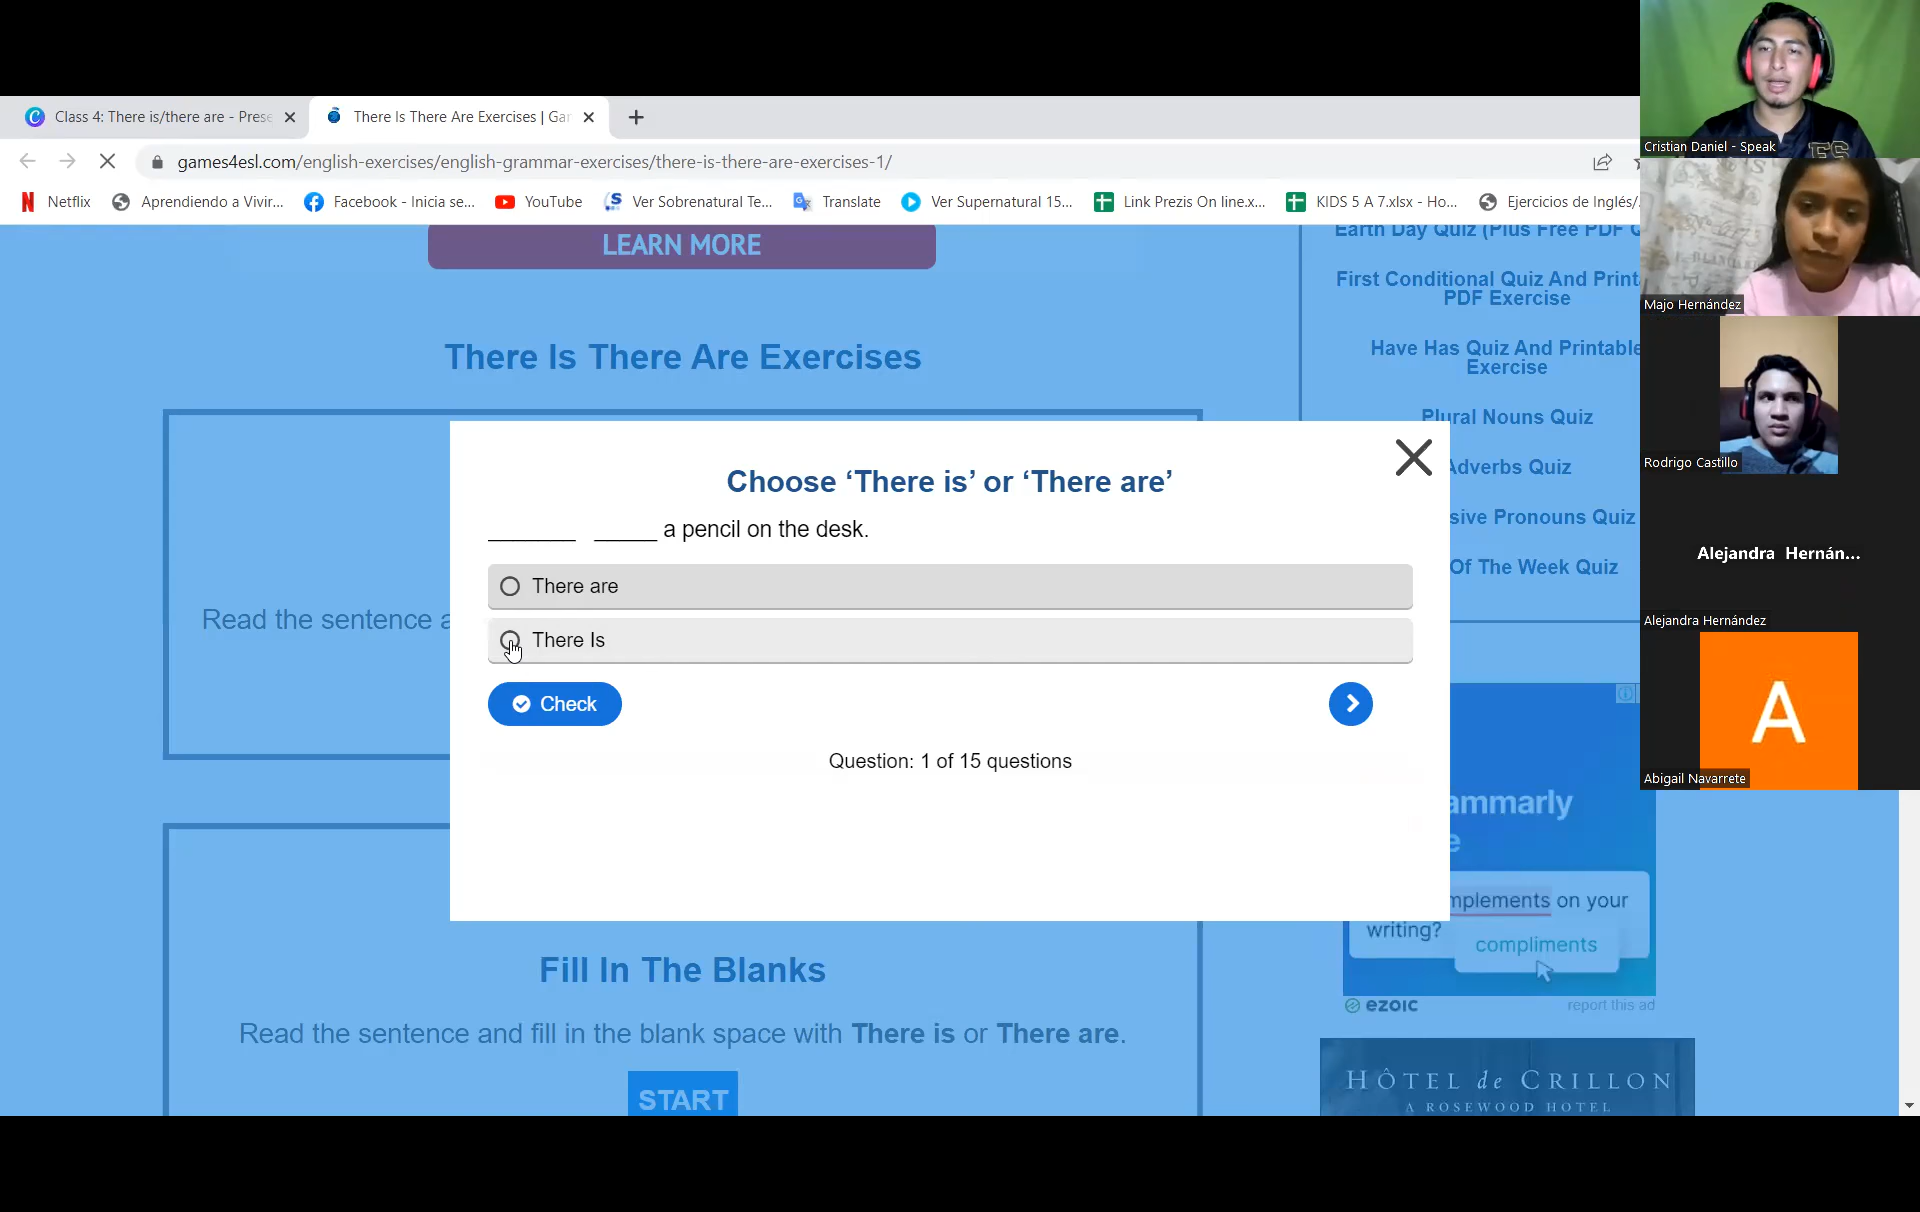 Class 4: There is/there are - Prese
There Is There Are Exercises | Gar
games4esl.com/english-exercises/english-grammar-exercises/there-is-there-are-exercises-1/
Netflix
Aprendiendo a Vivir...
Facebook - Inicia se...
YouTube
Ver Sobrenatural Te...
Translate
Ver Supernatural 15...
Link Prezis On line.x...
KIDS 5 A 7.xlsx - Ho...
Ejercicios de Inglés/.
LEARN MORE
There Is There Are Exercises
Read the sentence a
Choose ‘There is’ or ‘There are’
_______ _____ a pencil on the desk.
There are
There Is
Check
Question: 1 of 15 questions
Fill In The Blanks
Read the sentence and fill in the blank space with There is or There are.
START
Earth Day Quiz (Plus Free PDF
First Conditional Quiz And Print
PDF Exercise
Have Has Quiz And Printable
Exercise
Plural Nouns Quiz
Adverbs Quiz
sive Pronouns Quiz
Of The Week Quiz
ammarly
e
mplements on your
writing?
compliments
ezoic
report this ad
HÔTEL de CRILLON
A ROSEWOOD HOTEL
Cristian Daniel - Speak
Majo Hernández
Rodrigo Castillo
Alejandra Hernán...
Alejandra Hernández
A
Abigail Navarrete